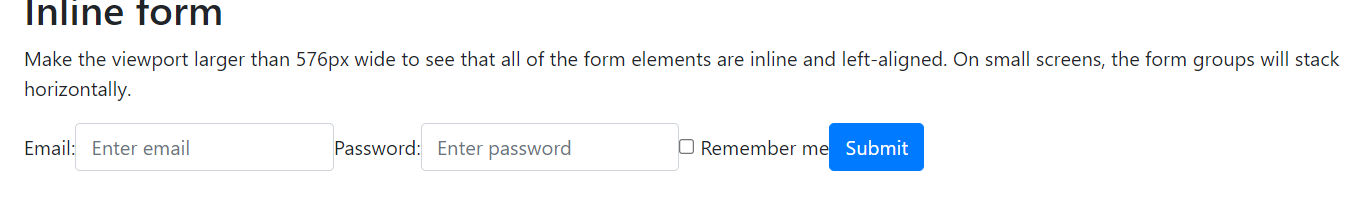 Inline form
Make the viewport larger than 576px wide to see that all of the form elements are inline and left-aligned. On small screens, the form groups will stack
horizontally.
Email: Enter email Password: Enter password Remember me Submit